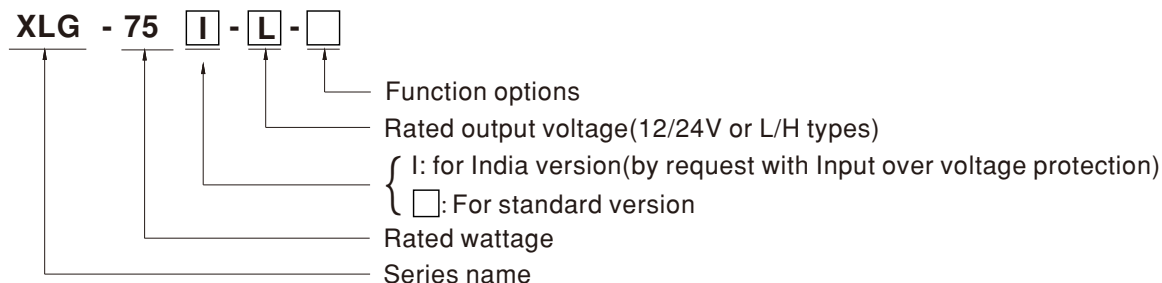 XLG - 75 I - L - □
Function options
Rated output voltage(12/24V or L/H types)
I: for India version(by request with Input over voltage protection)
□: For standard version
Rated wattage
Series name